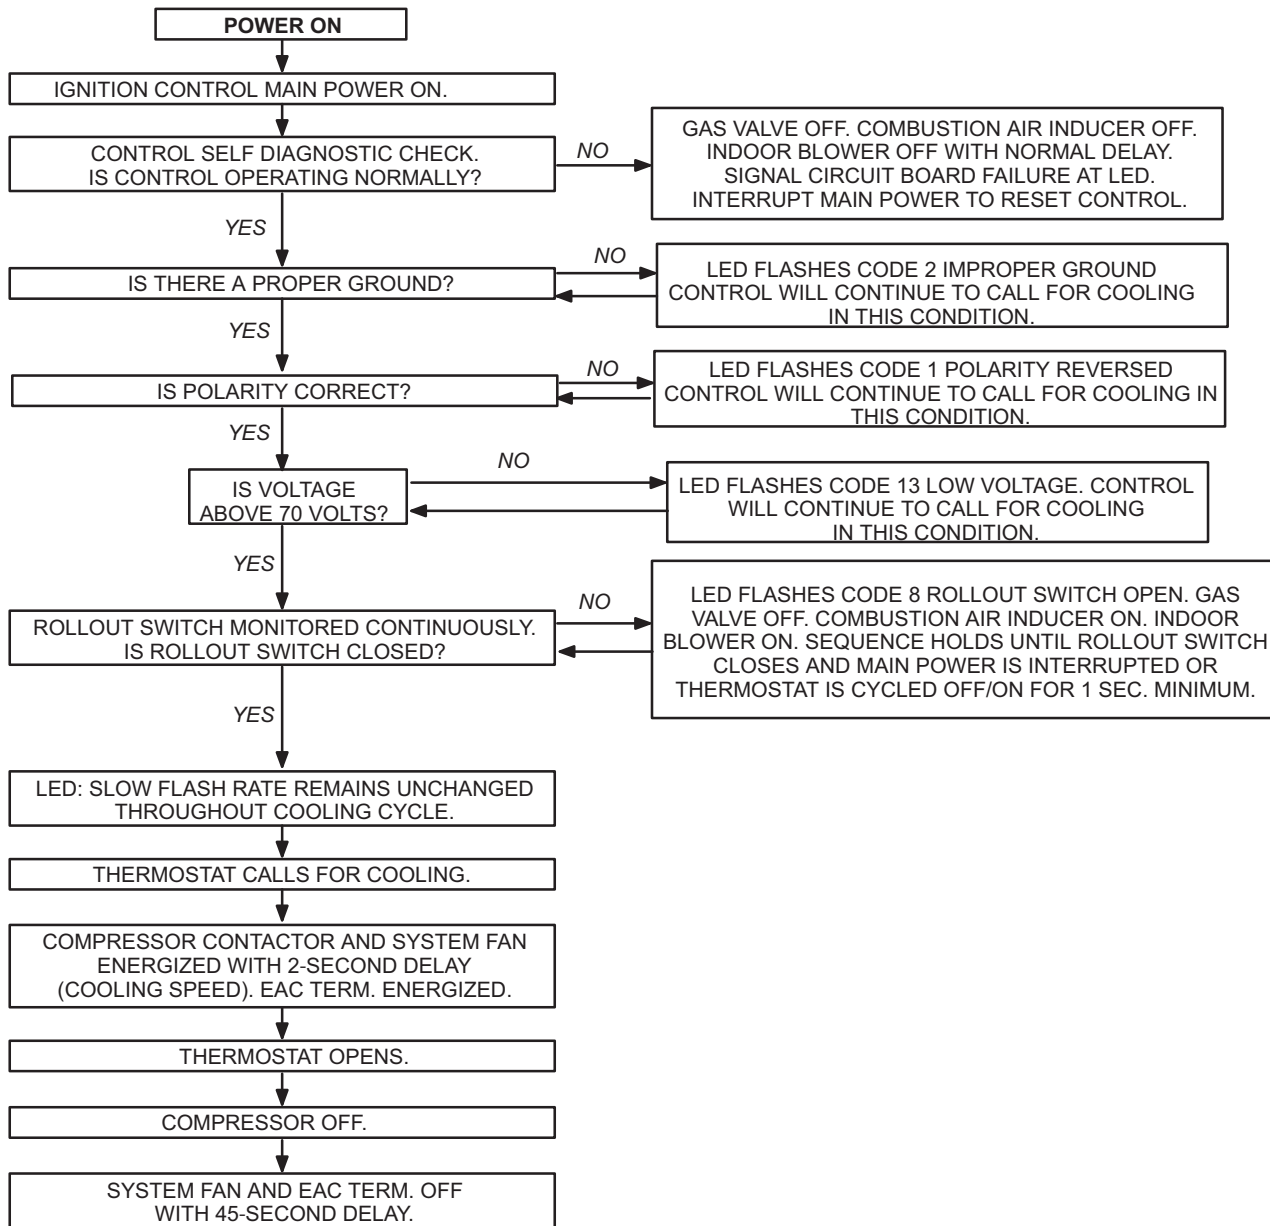 POWER ON
IGNITION CONTROL MAIN POWER ON.
CONTROL SELF DIAGNOSTIC CHECK.
IS CONTROL OPERATING NORMALLY?
NO
GAS VALVE OFF. COMBUSTION AIR INDUCER OFF.
INDOOR BLOWER OFF WITH NORMAL DELAY.
SIGNAL CIRCUIT BOARD FAILURE AT LED.
INTERRUPT MAIN POWER TO RESET CONTROL.
YES
IS THERE A PROPER GROUND?
NO
LED FLASHES CODE 2 IMPROPER GROUND
CONTROL WILL CONTINUE TO CALL FOR COOLING
IN THIS CONDITION.
YES
IS POLARITY CORRECT?
NO
LED FLASHES CODE 1 POLARITY REVERSED
CONTROL WILL CONTINUE TO CALL FOR COOLING IN
THIS CONDITION.
YES
IS VOLTAGE
ABOVE 70 VOLTS?
NO
LED FLASHES CODE 13 LOW VOLTAGE. CONTROL
WILL CONTINUE TO CALL FOR COOLING
IN THIS CONDITION.
YES
ROLLOUT SWITCH MONITORED CONTINUOUSLY.
IS ROLLOUT SWITCH CLOSED?
NO
LED FLASHES CODE 8 ROLLOUT SWITCH OPEN. GAS
VALVE OFF. COMBUSTION AIR INDUCER ON. INDOOR
BLOWER ON. SEQUENCE HOLDS UNTIL ROLLOUT SWITCH
CLOSES AND MAIN POWER IS INTERRUPTED OR
THERMOSTAT IS CYCLED OFF/ON FOR 1 SEC. MINIMUM.
YES
LED: SLOW FLASH RATE REMAINS UNCHANGED
THROUGHOUT COOLING CYCLE.
THERMOSTAT CALLS FOR COOLING.
COMPRESSOR CONTACTOR AND SYSTEM FAN
ENERGIZED WITH 2-SECOND DELAY
(COOLING SPEED). EAC TERM. ENERGIZED.
THERMOSTAT OPENS.
COMPRESSOR OFF.
SYSTEM FAN AND EAC TERM. OFF
WITH 45-SECOND DELAY.